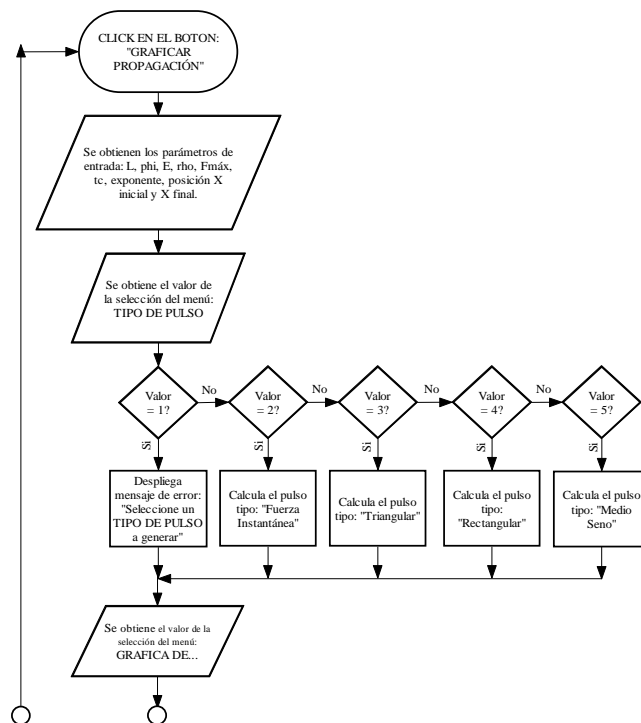 CLICK EN EL BOTON:
"GRAFICAR
PROPAGACIÓN"
Se obtienen los parámetros de
entrada: L, phi, E, rho, Fmáx,
tc, exponente, posición X
inicial y X final.
Se obtiene el valor de
la selección del menú:
TIPO DE PULSO
Valor
= 1?
No
Valor
= 2?
No
Valor
= 3?
No
Valor
= 4?
No
Valor
= 5?
Si
Si
Si
Si
Si
Despliega
mensaje de error:
"Seleccione un
TIPO DE PULSO
a generar"
Calcula el pulso
tipo: "Fuerza
Instantánea"
Calcula el pulso
tipo: "Triangular"
Calcula el pulso
tipo:
"Rectangular"
Calcula el pulso
tipo: "Medio
Seno"
Se obtiene el valor de la
selección del menú:
GRAFICA DE...